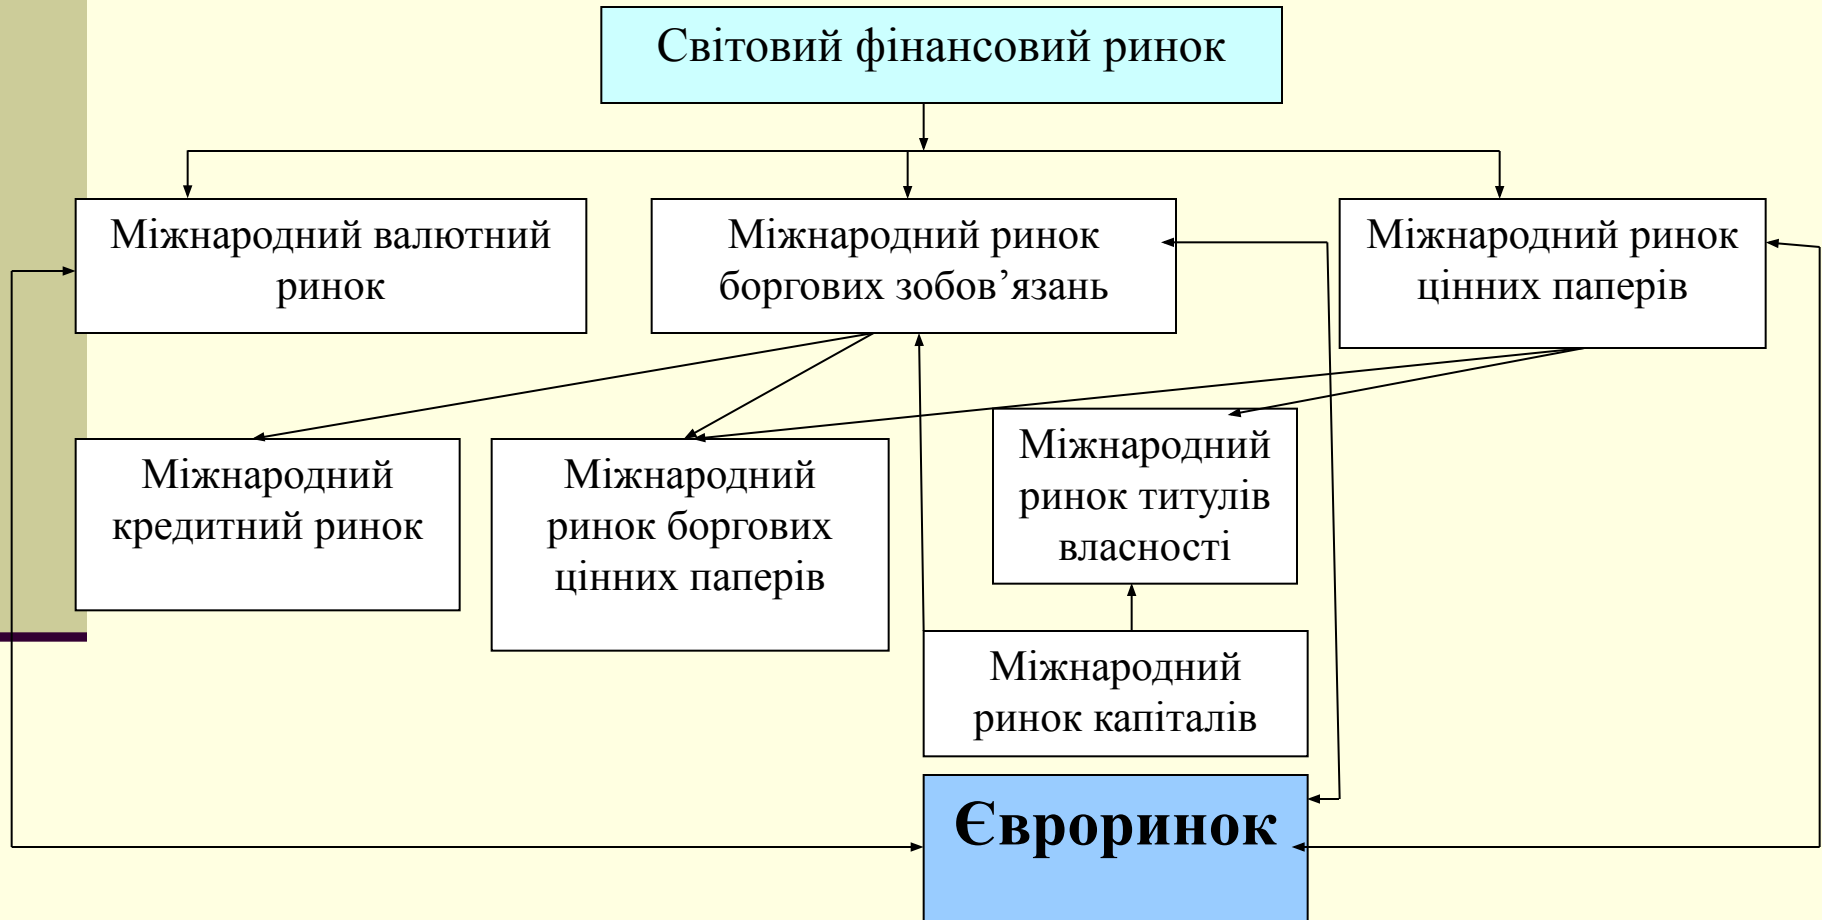 Світовий фінансовий ринок
Міжнародний валютний
ринок
Міжнародний ринок
боргових зобов’язань
Міжнародний ринок
цінних паперів
Міжнародний
кредитний ринок
Міжнародний
ринок боргових
цінних паперів
Міжнародний
ринок титулів
власності
Міжнародний
ринок капіталів
Євроринок